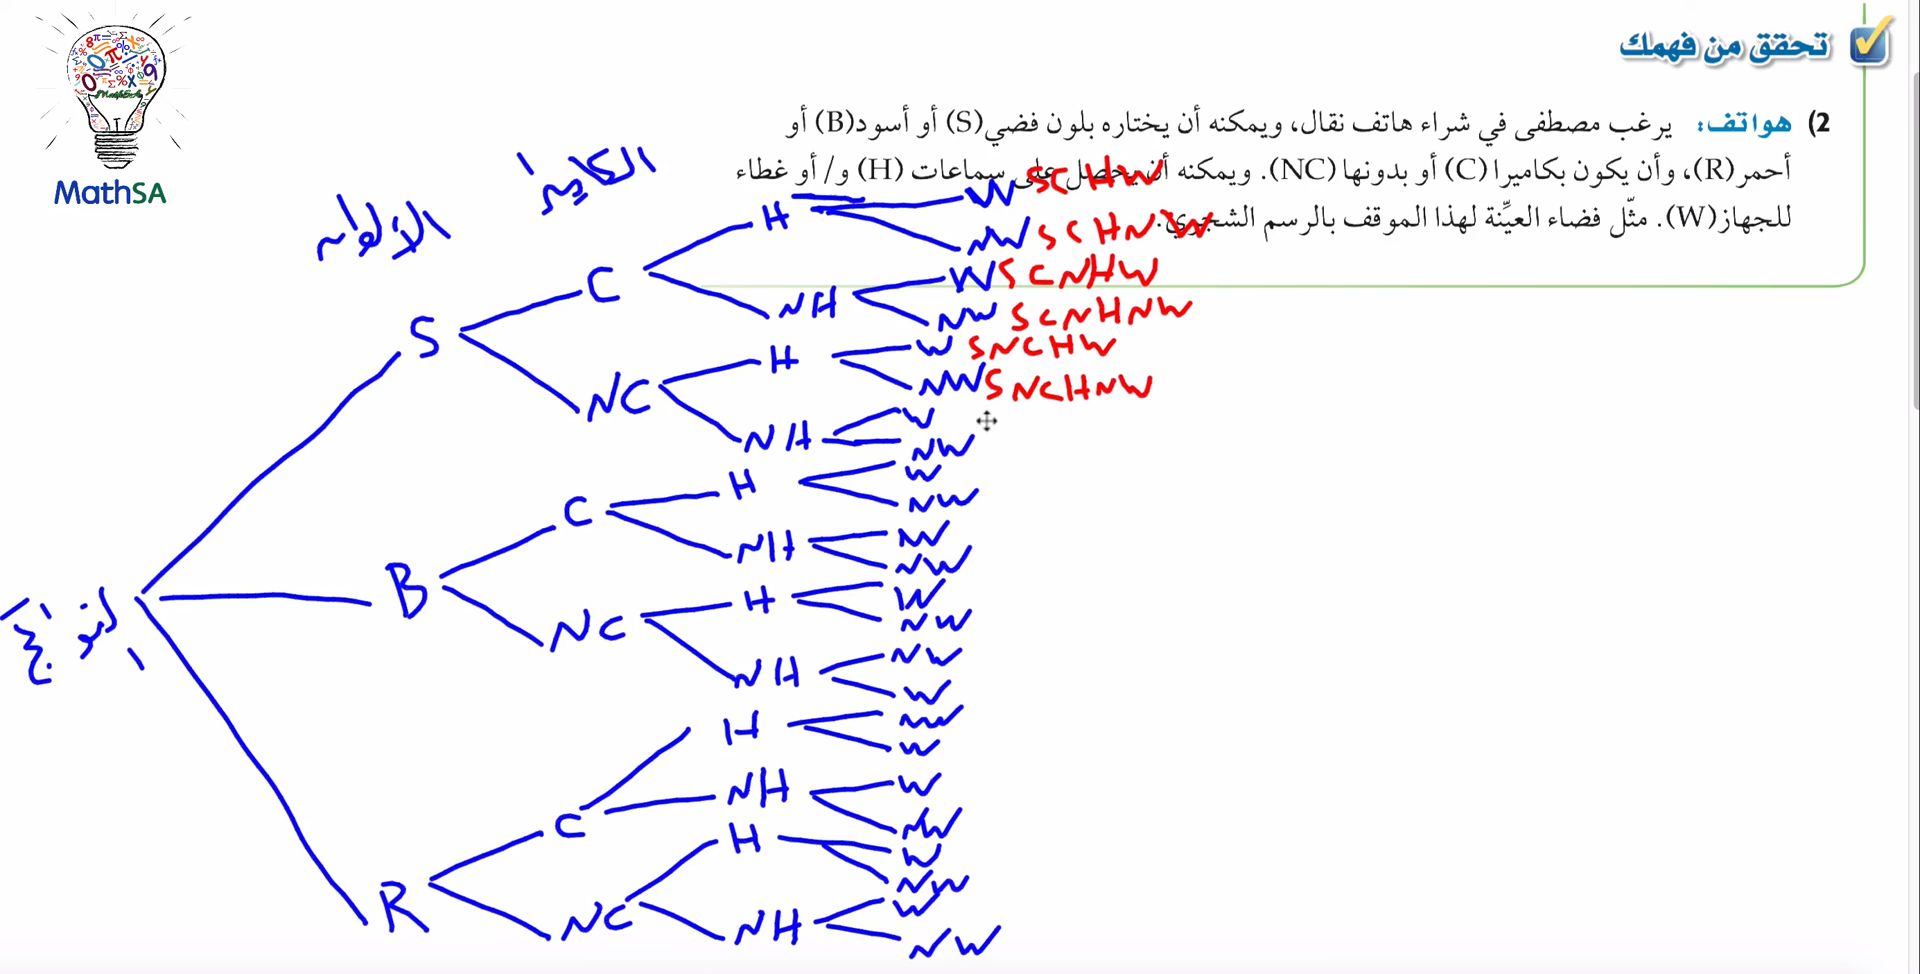 تحقق من فهمك
2) هواتف: يرغب مصطفى في شراء هاتف نقال، ويمكنه أن يختاره بلون فضي(S) أو أسود(B) أو
أحمر(R)، وأن يكون بكاميرا (C) أو بدونها (NC). ويمكنه أن يحصل على سماعات (H) و/ أو غطاء
للجهاز(W). مثّل فضاء العيِّنة لهذا الموقف بالرسم الشجري.
MathSA
الألوان
الكاميرا
H
W SCHW
NW SCHNW
C
NH
W SCNHW
NW SCNHNW
S
H
W SNCHW
NW SNCHNW
NC
NH
W
NW
H
W
NW
C
NH
W
NW
B
H
W
NW
NC
NH
NW
W
H
NW
W
C
NH
W
NW
R
H
W
NW
NC
NH
W
NW